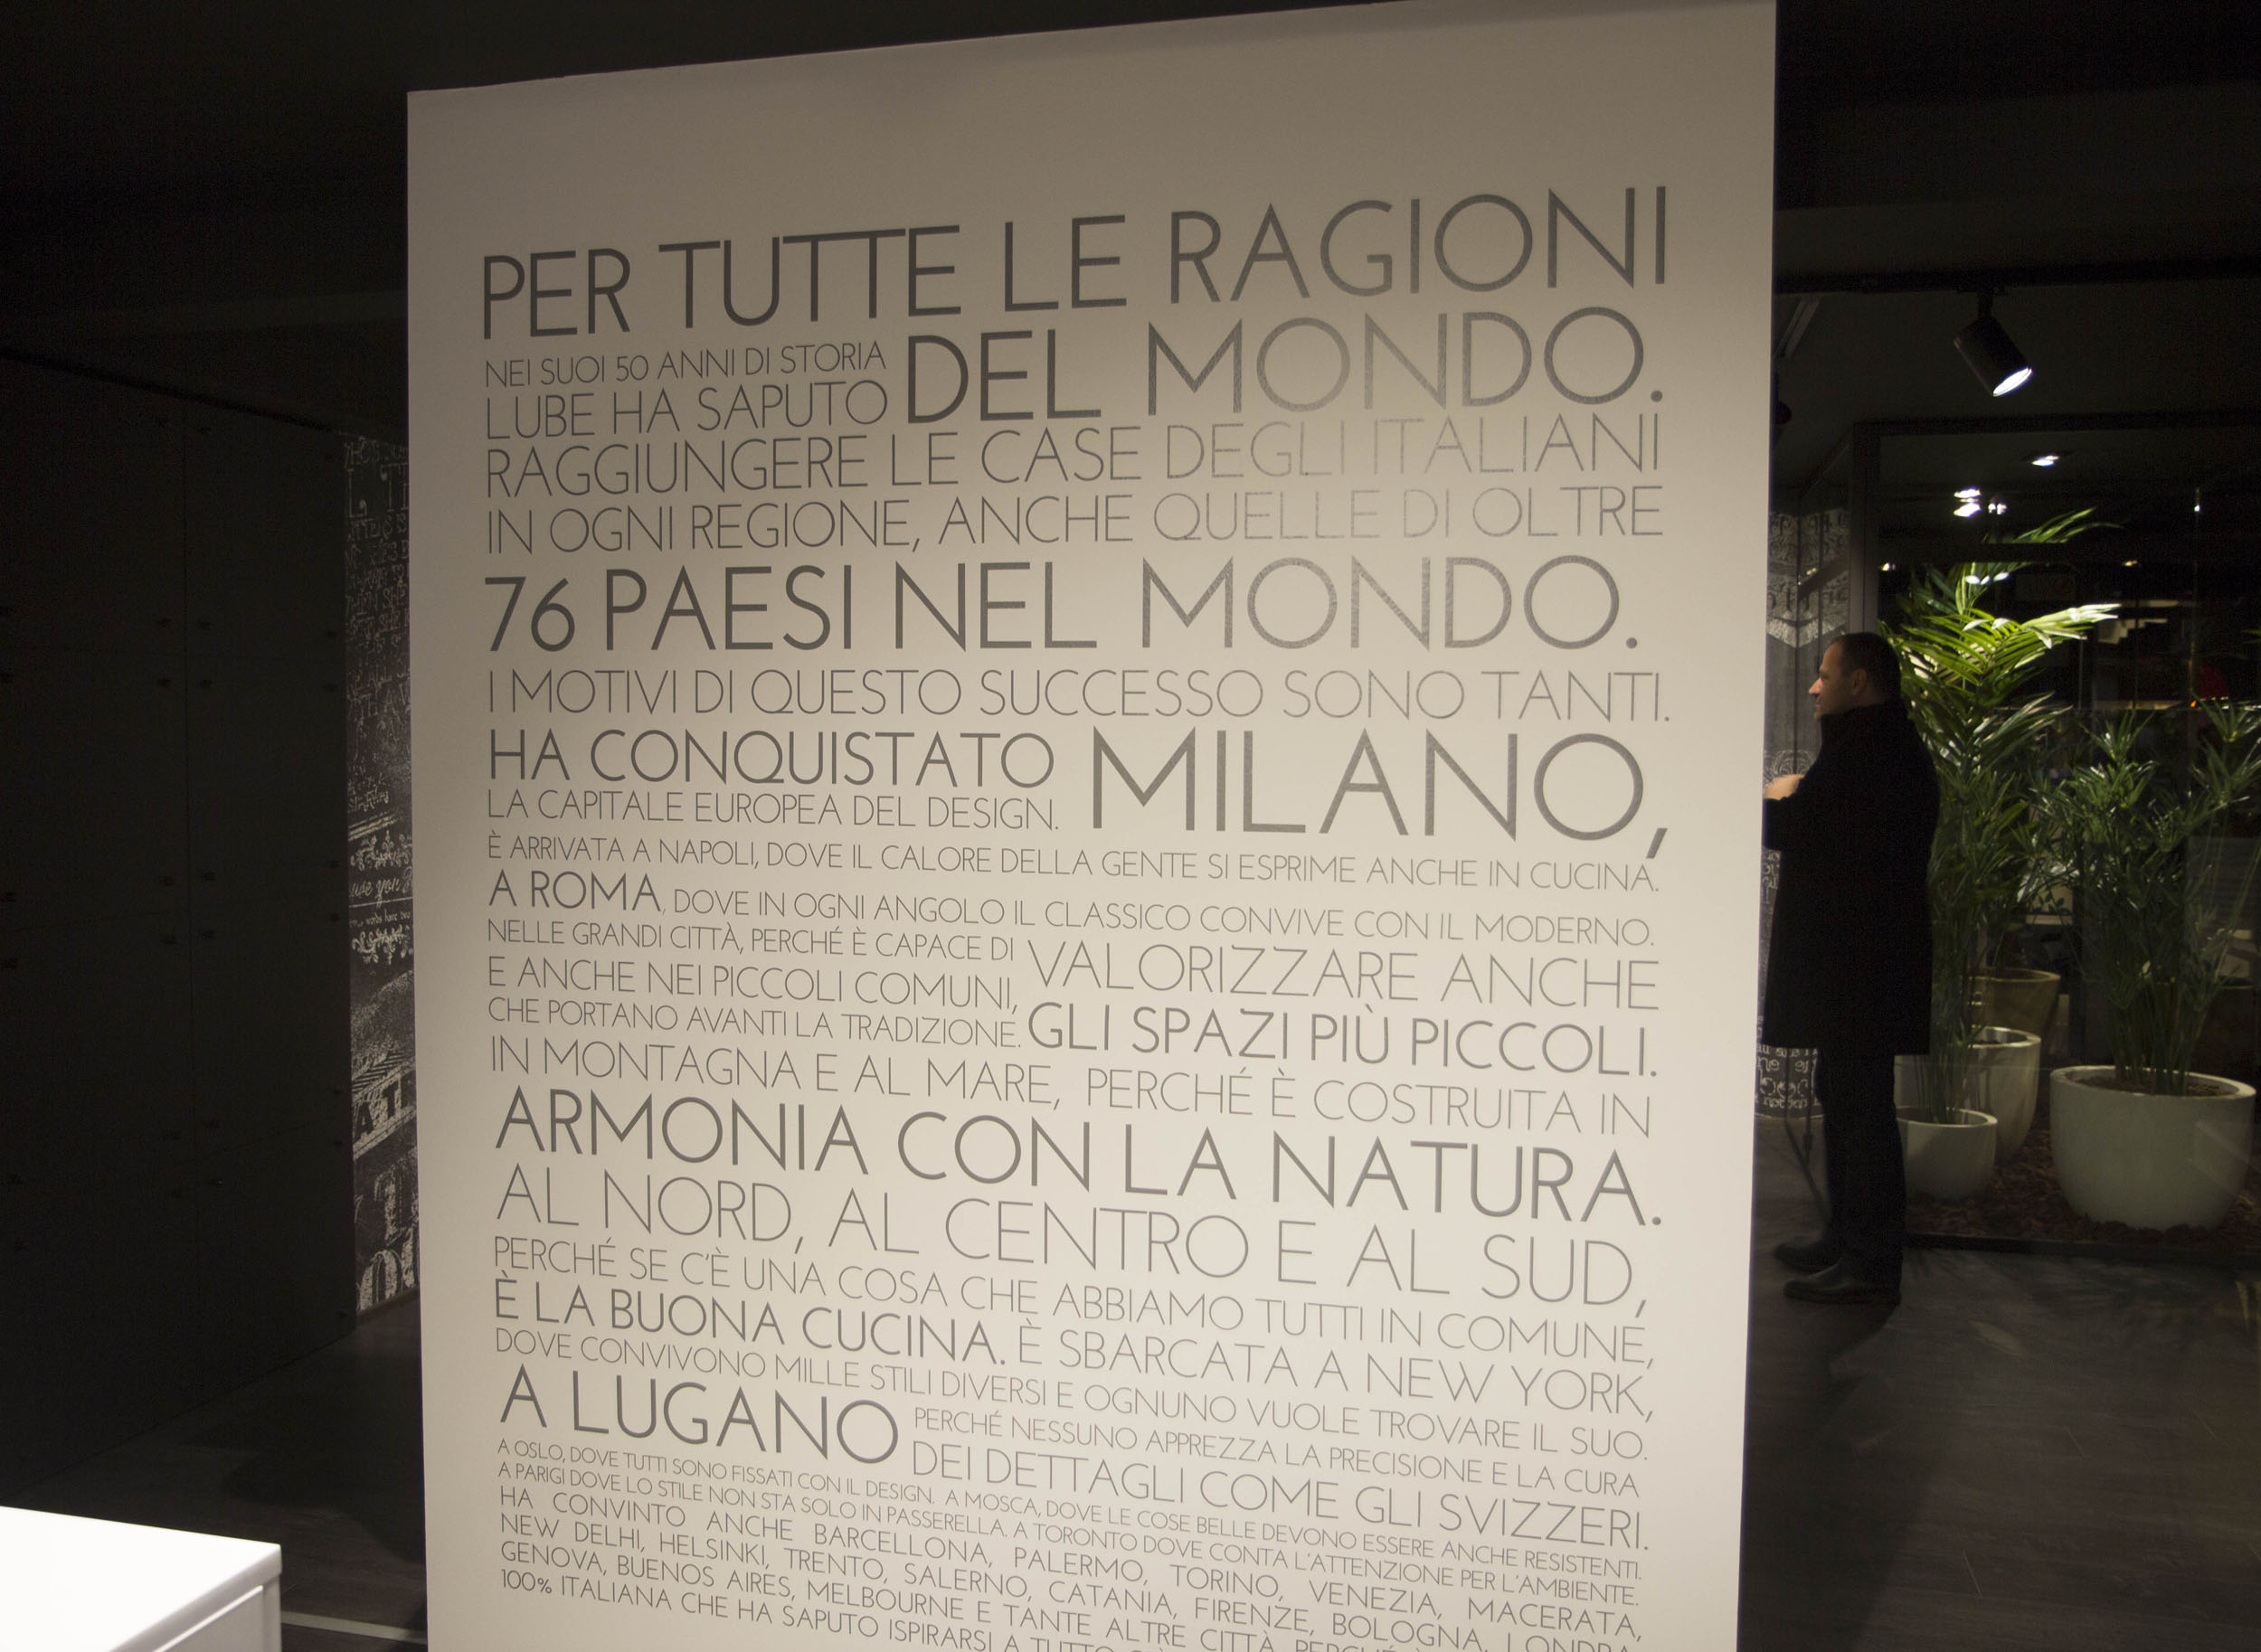 PER TUTTE LE RAGIONI
DEL MONDO.
NEI SUOI 50 ANNI DI STORIA
LUBE HA SAPUTO
RAGGIUNGERE LE CASE DEGLI ITALIANI
IN OGNI REGIONE, ANCHE QUELLE DI OLTRE
76 PAESI NEL MONDO.
I MOTIVI DI QUESTO SUCCESSO SONO TANTI.
HA CONQUISTATO MILANO,
LA CAPITALE EUROPEA DEL DESIGN.
È ARRIVATA A NAPOLI, DOVE IL CALORE DELLA GENTE SI ESPRIME ANCHE IN CUCINA.
A ROMA, DOVE IN OGNI ANGOLO IL CLASSICO CONVIVE CON IL MODERNO.
NELLE GRANDI CITTÀ, PERCHÉ È CAPACE DI
VALORIZZARE ANCHE
GLI SPAZI PIÙ PICCOLI.
E ANCHE NEI PICCOLI COMUNI,
CHE PORTANO AVANTI LA TRADIZIONE.
IN MONTAGNA E AL MARE, PERCHÉ È COSTRUITA IN
ARMONIA CON LA NATURA.
AL NORD, AL CENTRO E AL SUD,
PERCHÉ SE C'È UNA COSA CHE ABBIAMO TUTTI IN COMUNE,
È LA BUONA CUCINA. È SBARCATA A NEW YORK,
DOVE CONVIVONO MILLE STILI DIVERSI E OGNUNO VUOLE TROVARE IL SUO.
A LUGANO PERCHÉ NESSUNO APPREZZA LA PRECISIONE E LA CURA
DEI DETTAGLI COME GLI SVIZZERI.
A OSLO, DOVE TUTTI SONO FISSATI CON IL DESIGN. A MOSCA, DOVE LE COSE BELLE DEVONO ESSERE ANCHE RESISTENTI.
A PARIGI DOVE LO STILE NON STA SOLO IN PASSERELLA. A TORONTO DOVE CONTA L'ATTENZIONE PER L'AMBIENTE.
HA CONVINTO ANCHE BARCELLONA, PALERMO, TORINO, VENEZIA, MACERATA,
NEW DELHI, HELSINKI, TRENTO, SALERNO, CATANIA, FIRENZE, BOLOGNA, LONDRA
GENOVA, BUENOS AIRES, MELBOURNE E TANTE ALTRE CITTÀ PERCHÉ
100% ITALIANA CHE HA SAPUTO ISPIRARSI A TUTTO